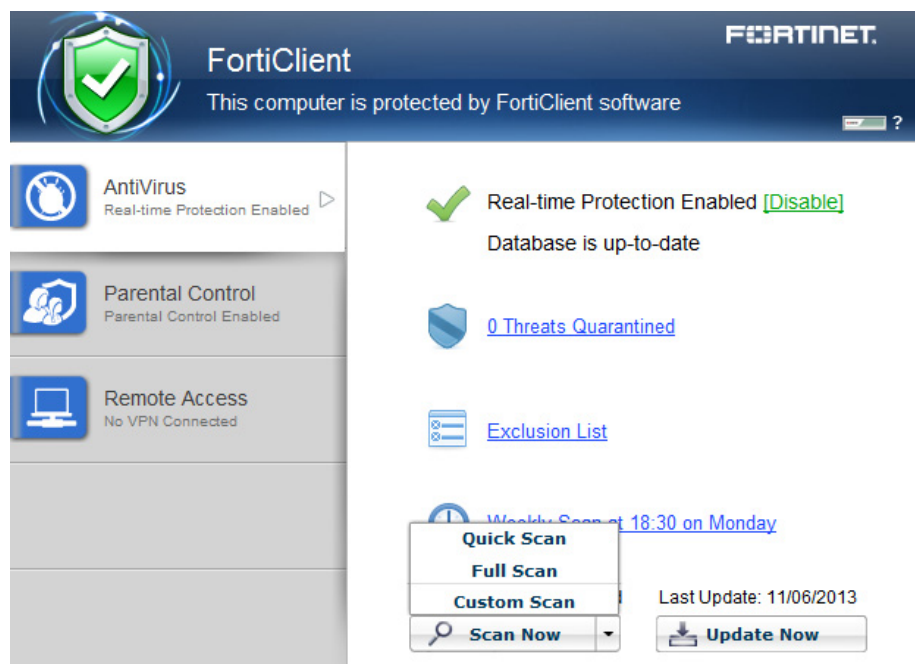 FORTINET.
FortiClient
This computer is protected by FortiClient software
?
AntiVirus
Real-time Protection Enabled
Parental Control
Parental Control Enabled
Remote Access
No VPN Connected
Real-time Protection Enabled [Disable]
Database is up-to-date
0 Threats Quarantined
Exclusion List
Weekly Scan at 18:30 on Monday
Quick Scan
Full Scan
Custom Scan
Last Update: 11/06/2013
Scan Now
Update Now